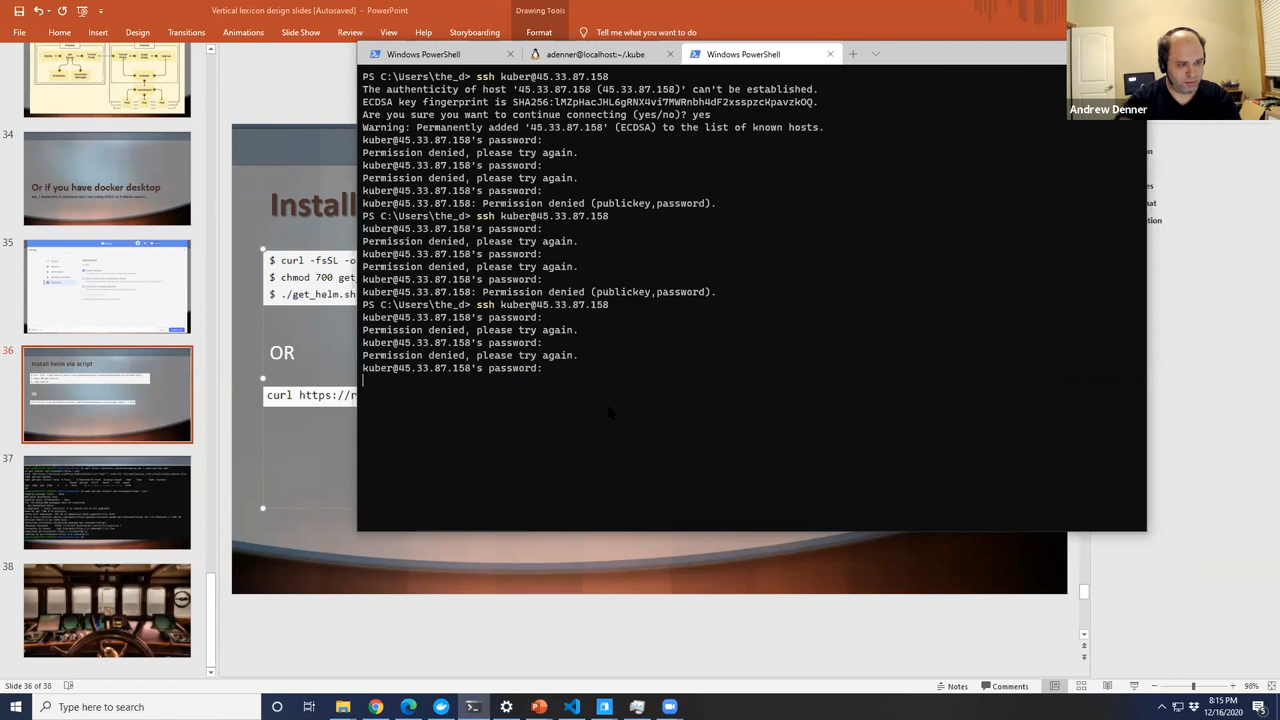 Vertical lexicon design slides [Autosaved] - PowerPoint
Drawing Tools
File Home Insert Design Transitions Animations Slide Show Review View Help Storyboarding Format Tell me what you want to do
Windows PowerShell
adenner@localhost:~/.kube
Windows PowerShell
Andrew Denner
PS C:\Users\the_d> ssh kuber@45.33.87.158
The authenticity of host '45.33.87.158 (45.33.87.158)' can't be established.
ECDSA key fingerprint is SHA256:lMZpHacJHL6gRNX4vi7MWRnbh4dF2xsspzcKpavzkOQ.
Are you sure you want to continue connecting (yes/no)? yes
Warning: Permanently added '45.33.87.158' (ECDSA) to the list of known hosts.
kuber@45.33.87.158's password:
Permission denied, please try again.
kuber@45.33.87.158's password:
Permission denied, please try again.
kuber@45.33.87.158's password:
kuber@45.33.87.158: Permission denied (publickey,password).
PS C:\Users\the_d> ssh kuber@45.33.87.158
kuber@45.33.87.158's password:
Permission denied, please try again.
kuber@45.33.87.158's password:
Permission denied, please try again.
kuber@45.33.87.158's password:
kuber@45.33.87.158: Permission denied (publickey,password).
PS C:\Users\the_d> ssh kuber@45.33.87.158
kuber@45.33.87.158's password:
Permission denied, please try again.
kuber@45.33.87.158's password:
Permission denied, please try again.
kuber@45.33.87.158's password:
34
Or if you have docker desktop
35
36
Install helm via script
37
38
Install
$ curl -fsSL -o
$ chmod 700 get_
$ ./get_helm.sh
OR
curl https://r
Slide 36 of 38
Notes
Comments
98%
Type here to search
8:15 PM
12/16/2020